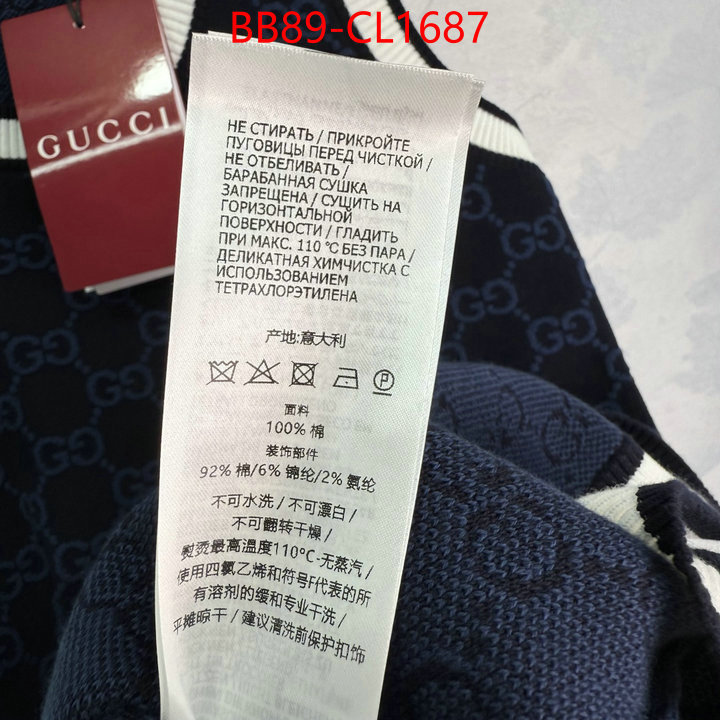 BB89-CL1687
GUCCI
НЕ СТИРАТЬ / ПРИКРОЙТЕ
ПУГОВИЦЫ ПЕРЕД ЧИСТКОЙ /
НЕ ОТБЕЛИВАТЬ /
БАРАБАННАЯ СУШКА
ЗАПРЕЩЕНА / СУШИТЬ НА
ГОРИЗОНТАЛЬНОЙ
ПОВЕРХНОСТИ / ГЛАДИТЬ
ПРИ МАКС. 110 °C БЕЗ ПАРА /
ДЕЛИКАТНАЯ ХИМЧИСТКА С
ИСПОЛЬЗОВАНИЕМ
ТЕТРАХЛОРЭТИЛЕНА
产地:意大利
P
面料
100% 棉
装饰部件
92% 棉/6% 锦纶/2% 氨纶
不可水洗 / 不可漂白 /
不可翻转干燥 /
熨烫最高温度110°C-无蒸汽 /
使用四氯乙烯和符号F代表的所
有溶剂的缓和专业干洗 /
平摊晾干 / 建议清洗前保护扣饰